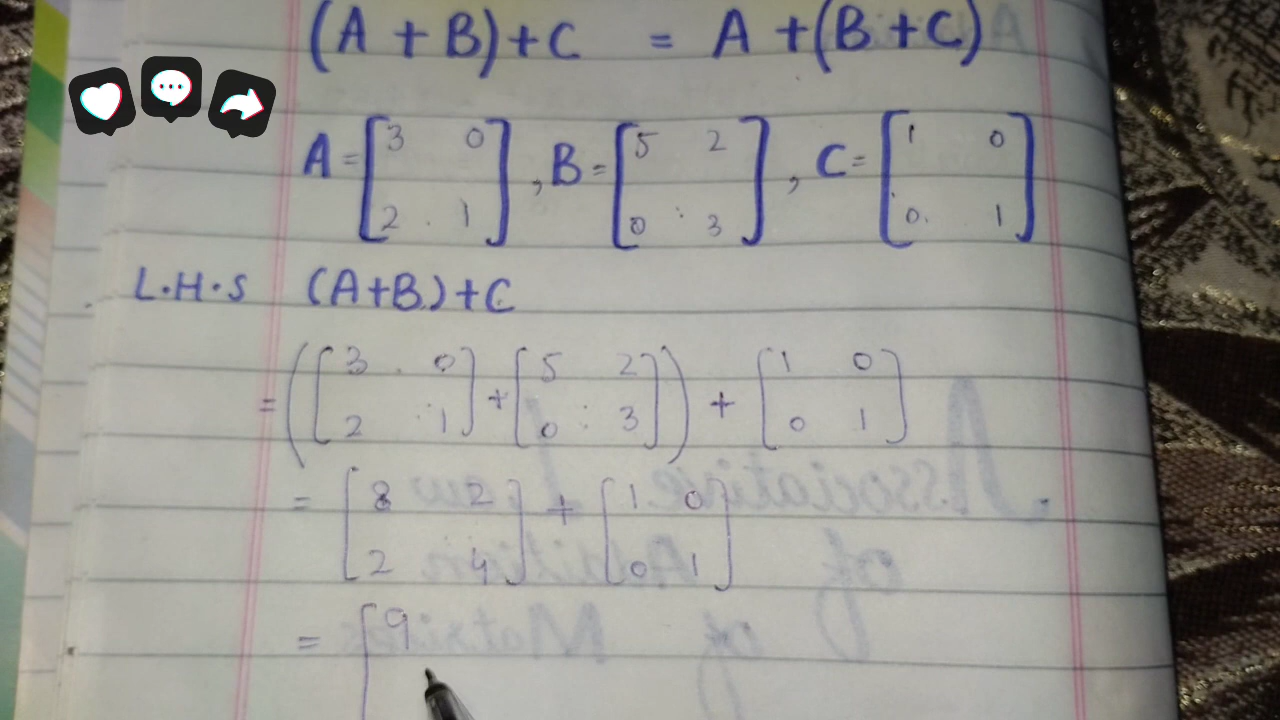 (A + B)+C = A +(B+C)
A=[3 0
2 1], B=[5 2
0 3], C=[1 0
0 1]
L.H.S (A+B)+C
=([3 0
2 1]+[5 2
0 3]) + [1 0
0 1]
=[8 2
2 4]+[1 0
0 1]
=[9
Associative Law
of Addition
of Matrices